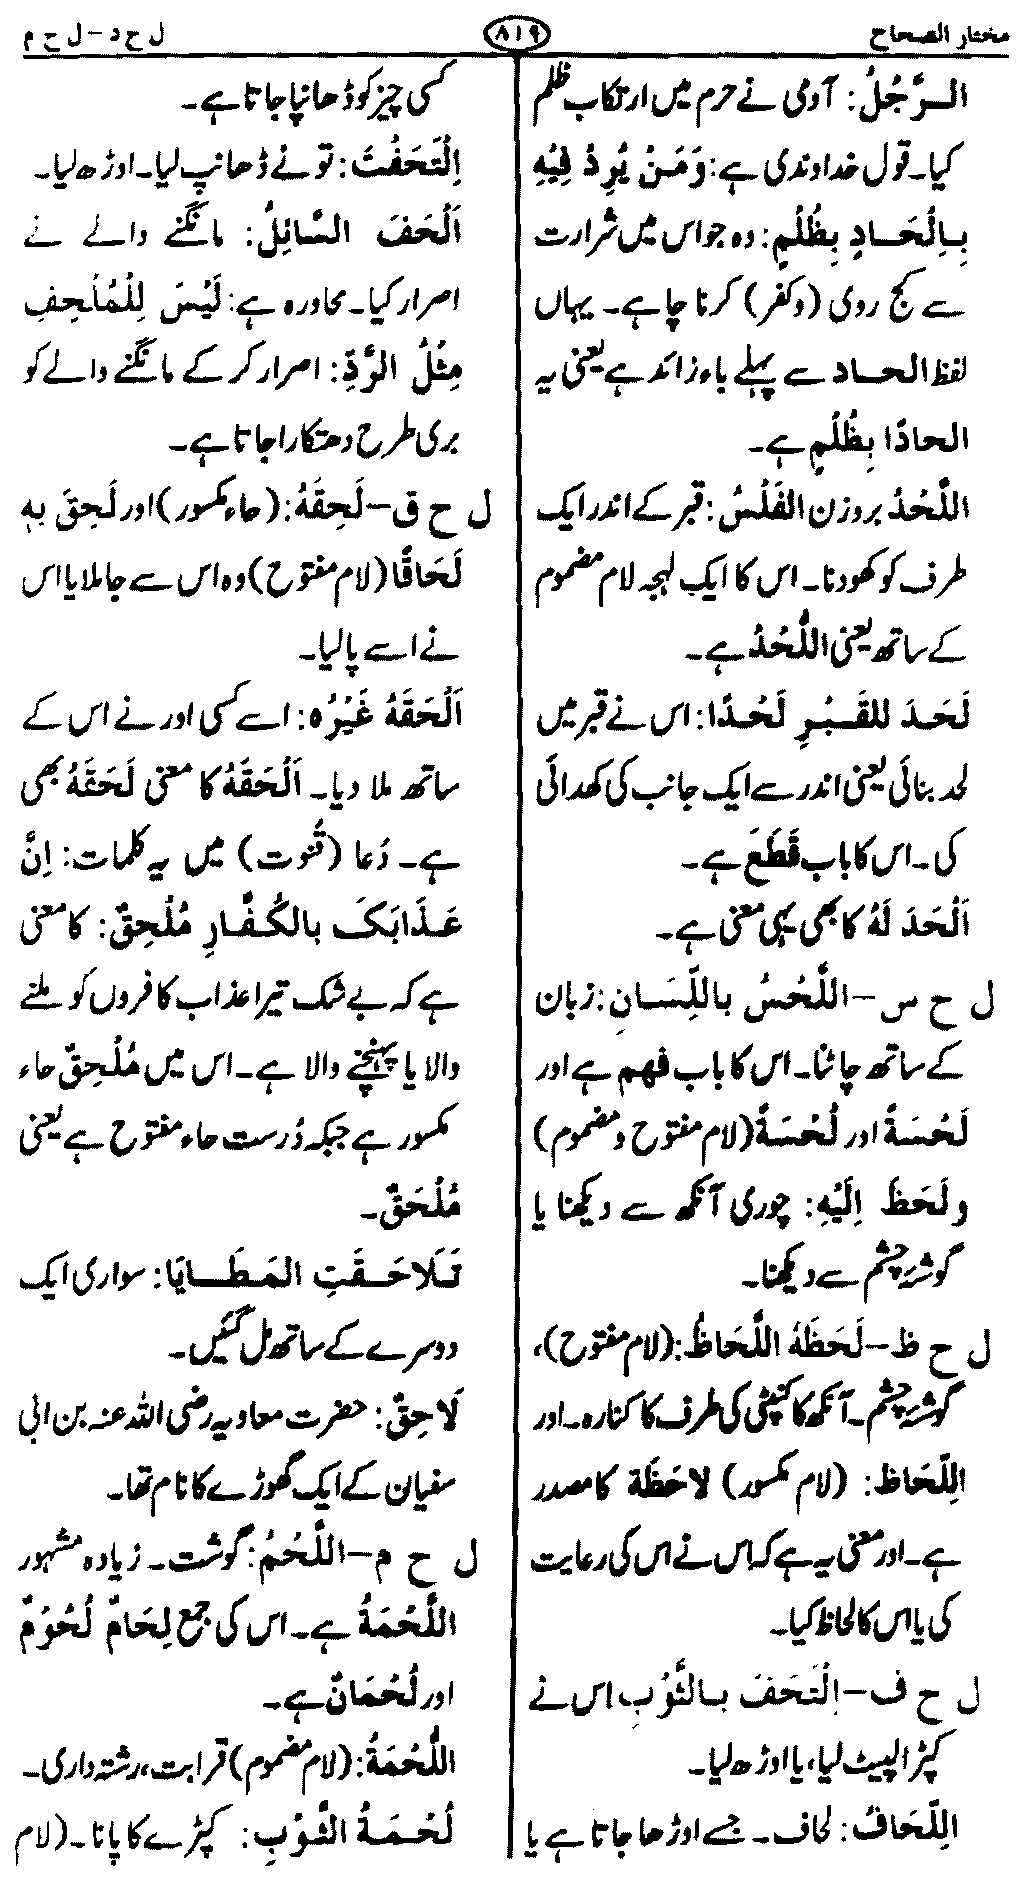 مختار الصحاح
۸۱۹
ل ح د – ل ح م
الرَّجُلُ: آدمی نے حرم میں ارتکاب ظلم
کیا۔ قول خداوندی ہے: وَمَنْ يُرِدْ فِيْهِ
بِاِلْحَادٍ بِظُلْمٍ: وہ جو اس میں شرارت
سے کج روی (و کفر) کرنا چاہے۔ یہاں
لفظ الحاد سے پہلے باء زائد ہے یعنی یہ
الحادًا بِظُلْمٍ ہے۔
اللَّحْدُ بروزن الفَلْسُ: قبر کے اندر ایک
طرف کو کھودنا۔ اس کا ایک لہجہ لام مضموم
کے ساتھ یعنی اللُّحْدُ ہے۔
لَحَدَ للقَبْرِ لَحْدًا: اس نے قبر میں
لحد بنائی یعنی اندر سے ایک جانب کی کھدائی
کی۔ اس کا باب قَطَعَ ہے۔
اَلْحَدَ لَهُ کا بھی یہی معنی ہے۔
ل ح س – اللَّحْسُ باللِّسَانِ: زبان
کے ساتھ چاٹنا۔ اس کا باب فهم ہے اور
لَحْسَةً اور لُحْسَةً (لام مفتوح و مضموم)
ولَحَظَ اِلَيْهِ: چوری آنکھ سے دیکھنا یا
گوشۂ چشم سے دیکھنا۔
ل ح ظ – لَحَظَهُ اللَّحَاظُ: (لام مفتوح)،
گوشۂ چشم۔ آنکھ کا کنپٹی کی طرف کا کنارہ۔ اور
اللِّحَاظ: (لام مکسور) لاحَظَهَ کا مصدر
ہے۔ اور معنی یہ ہے کہ اس نے اس کی رعایت
کی یا اس کا لحاظ کیا۔
ل ح ف – اِلْتَحَفَ بالثَّوْبِ اس نے
کپڑا لپیٹ لیا، یا اوڑھ لیا۔
اللِّحَافُ: لحاف۔ جسے اوڑھا جاتا ہے یا
کسی چیز کو ڈھانپا جاتا ہے۔
اِلْتَحَفْتَ: تو نے ڈھانپ لیا۔ اوڑھ لیا۔
اَلْحَفَ السَّائِلُ: مانگنے والے نے
اصرار کیا۔ محاورہ ہے: لَيْسَ لِلْمُلْحِفِ
مِثْلُ الرَّدِّ: اصرار کر کے مانگنے والے کو
بری طرح دھتکارا جاتا ہے۔
ل ح ق – لَحِقَهُ: (حاء مکسور) اور لَحِقَ بِهِ
لَحَاقًا (لام مفتوح) وہ اس سے جا ملا یا اس
نے اسے پالیا۔
اَلْحَقَهُ غَيْرُه: اسے کسی اور نے اس کے
ساتھ ملا دیا۔ اَلْحَقَهُ کا معنی لَحَقَهُ بھی
ہے۔ دُعا (قُنوت) میں یہ کلمات: اِنَّ
عَذَابَكَ بالكُفَّارِ مُلْحِقٌ: کا معنی
ہے کہ بے شک تیرا عذاب کافروں کو ملنے
والا یا پہنچنے والا ہے۔ اس میں مُلْحِقٌ حاء
مکسور ہے جبکہ دُرست حاء مفتوح ہے یعنی
مُلْحَقٌ۔
تَلَاحَقَتِ المَطَايَا: سواری ایک
دوسرے کے ساتھ مل گئیں۔
لَاحِقٌ: حضرت معاویہ رضی اللہ عنہ بن ابی
سفیان کے ایک گھوڑے کا نام تھا۔
ل ح م – اللَّحْمُ: گوشت۔ زیادہ مشہور
اللَّحْمَةُ ہے۔ اس کی جمع لِحَامٌ لُحُوْمٌ
اور لُحْمَانٌ ہے۔
اللُّحْمَةُ: (لام مضموم) قرابت، رشتہ داری۔
لُحْمَةُ الثَّوْبِ: کپڑے کا پانا۔ (لام